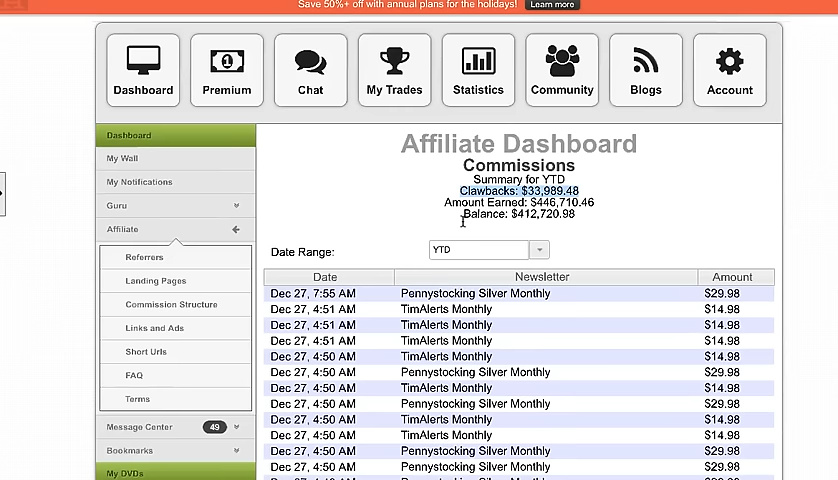 Save 50%+ off with annual plans for the holidays! Learn more
Dashboard Premium Chat My Trades Statistics Community Blogs Account
Dashboard
My Wall
My Notifications
Guru
Affiliate
Referrers
Landing Pages
Commission Structure
Links and Ads
Short Urls
FAQ
Terms
Message Center 49
Bookmarks
My DVDs
Affiliate Dashboard
Commissions
Summary for YTD
Clawbacks: $33,989.48
Amount Earned: $446,710.46
Balance: $412,720.98
Date Range: YTD
Date Newsletter Amount
Dec 27, 7:55 AM Pennystocking Silver Monthly $29.98
Dec 27, 4:51 AM TimAlerts Monthly $14.98
Dec 27, 4:51 AM TimAlerts Monthly $14.98
Dec 27, 4:51 AM TimAlerts Monthly $14.98
Dec 27, 4:50 AM TimAlerts Monthly $14.98
Dec 27, 4:50 AM Pennystocking Silver Monthly $29.98
Dec 27, 4:50 AM TimAlerts Monthly $14.98
Dec 27, 4:50 AM Pennystocking Silver Monthly $29.98
Dec 27, 4:50 AM TimAlerts Monthly $14.98
Dec 27, 4:50 AM TimAlerts Monthly $14.98
Dec 27, 4:50 AM Pennystocking Silver Monthly $29.98
Dec 27, 4:50 AM Pennystocking Silver Monthly $29.98